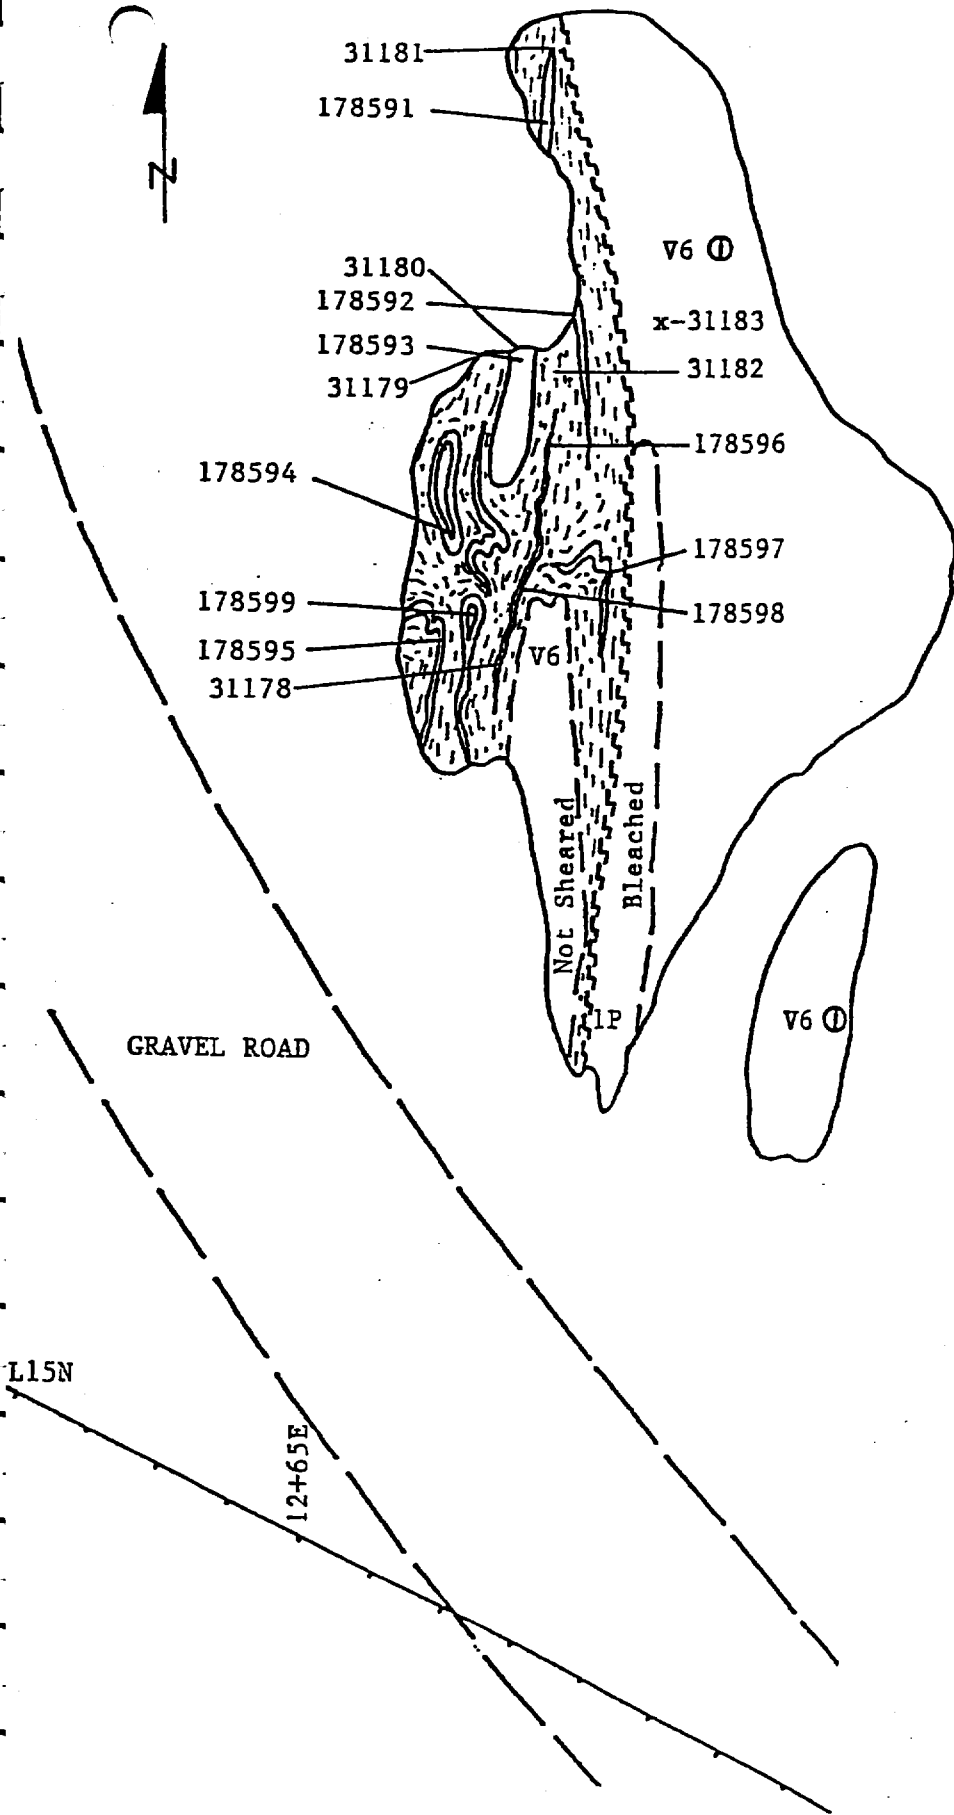 31181
178591
N
V6 ①
31180
178592
x-31183
178593
31182
31179
178596
178594
178597
178599
178598
178595
V6
31178
Not Sheared
Bleached
1P
V6 ①
GRAVEL ROAD
L15N
12+65E